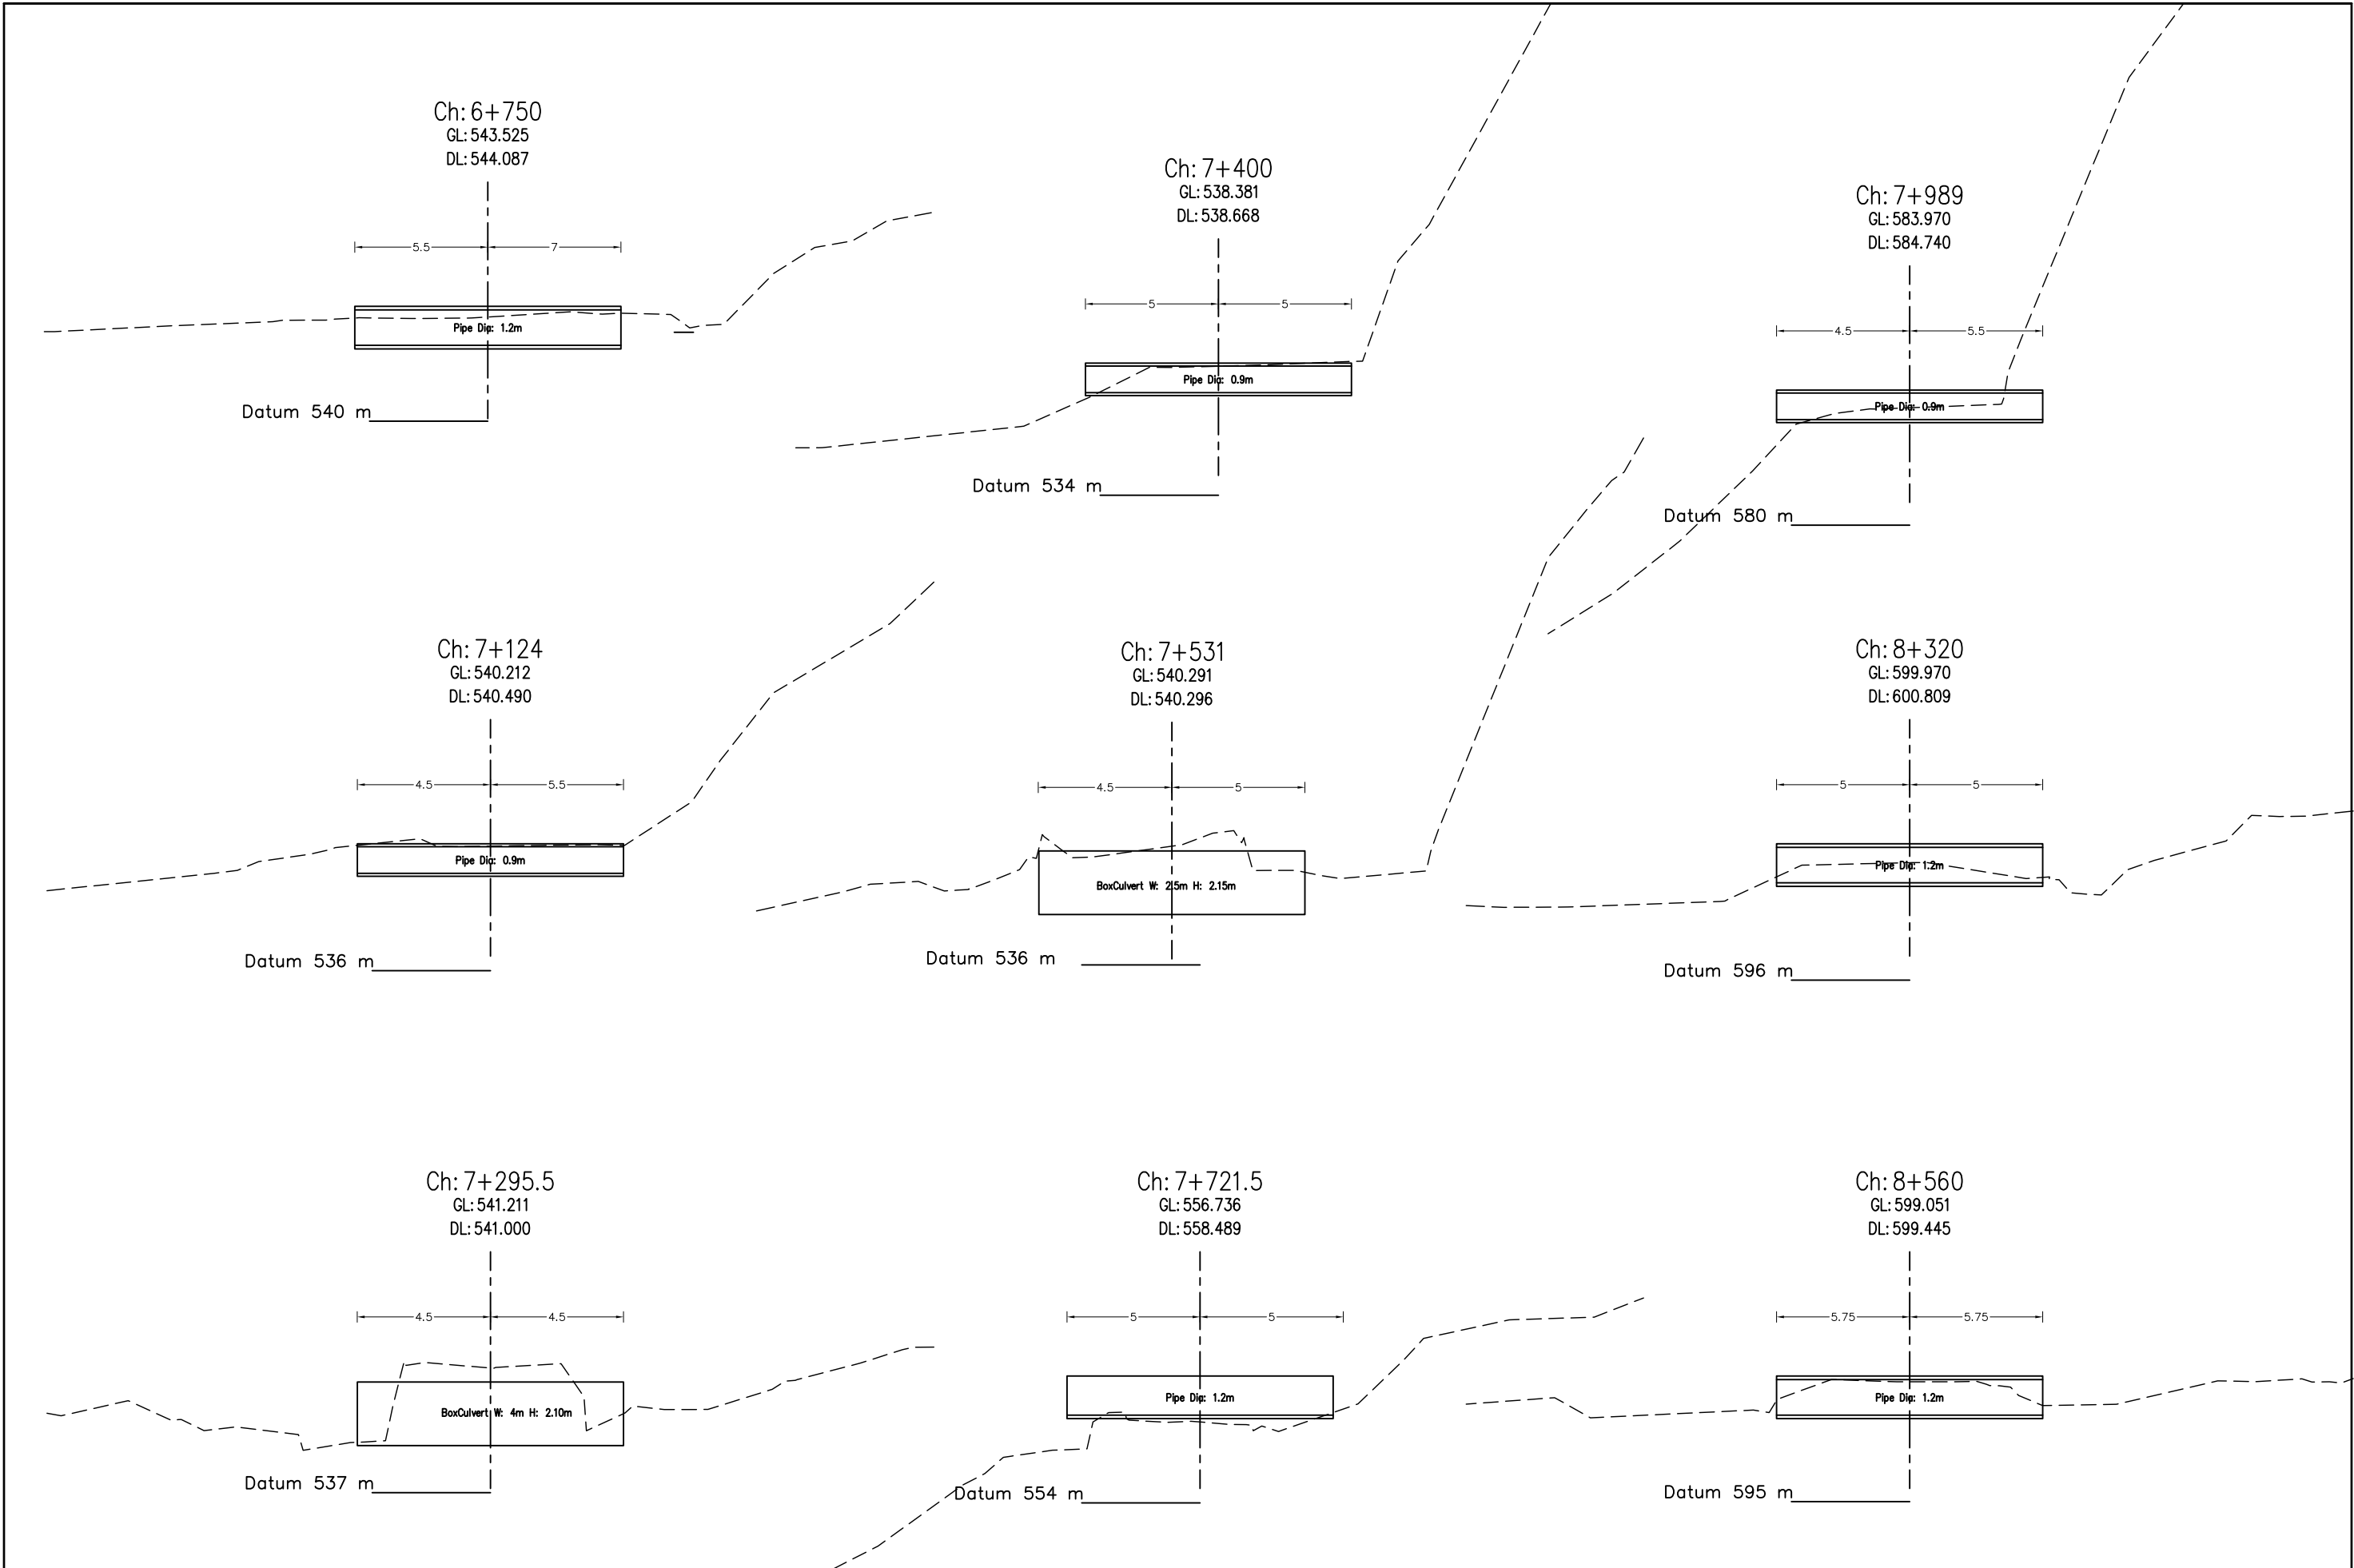 Ch: 6+750
GL: 543.525
DL: 544.087
5.5 7
Pipe Dia: 1.2m
Datum 540 m
Ch: 7+400
GL: 538.381
DL: 538.668
5 5
Pipe Dia: 0.9m
Datum 534 m
Ch: 7+989
GL: 583.970
DL: 584.740
4.5 5.5
Pipe Dia: 0.9m
Datum 580 m
Ch: 7+124
GL: 540.212
DL: 540.490
4.5 5.5
Pipe Dia: 0.9m
Datum 536 m
Ch: 7+531
GL: 540.291
DL: 540.296
4.5 5
BoxCulvert W: 2.5m H: 2.15m
Datum 536 m
Ch: 8+320
GL: 599.970
DL: 600.809
5 5
Pipe Dia: 1.2m
Datum 596 m
Ch: 7+295.5
GL: 541.211
DL: 541.000
4.5 4.5
BoxCulvert W: 4m H: 2.10m
Datum 537 m
Ch: 7+721.5
GL: 556.736
DL: 558.489
5 5
Pipe Dia: 1.2m
Datum 554 m
Ch: 8+560
GL: 599.051
DL: 599.445
5.75 5.75
Pipe Dia: 1.2m
Datum 595 m